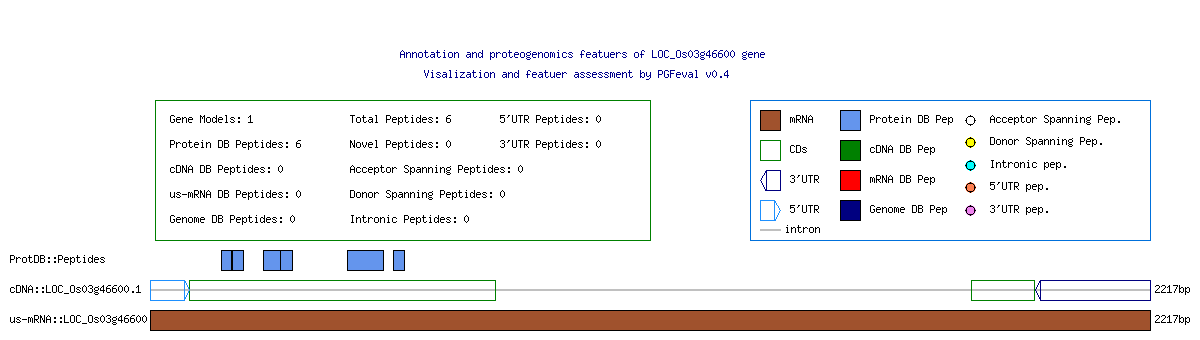 Annotation and proteogenomics featuers of LOC_Os03g46600 gene
Visalization and featuer assessment by PGFeval v0.4
Gene Models: 1 Total Peptides: 6 5'UTR Peptides: 0
Protein DB Peptides: 6 Novel Peptides: 0 3'UTR Peptides: 0
cDNA DB Peptides: 0 Acceptor Spanning Peptides: 0
us-mRNA DB Peptides: 0 Donor Spanning Peptides: 0
Genome DB Peptides: 0 Intronic Peptides: 0
mRNA Protein DB Pep Acceptor Spanning Pep.
CDs cDNA DB Pep Donor Spanning Pep.
3'UTR mRNA DB Pep Intronic pep.
5'UTR Genome DB Pep 5'UTR pep.
intron 3'UTR pep.
ProtDB::Peptides
cDNA::LOC_Os03g46600.1 2217bp
us-mRNA::LOC_Os03g46600 2217bp